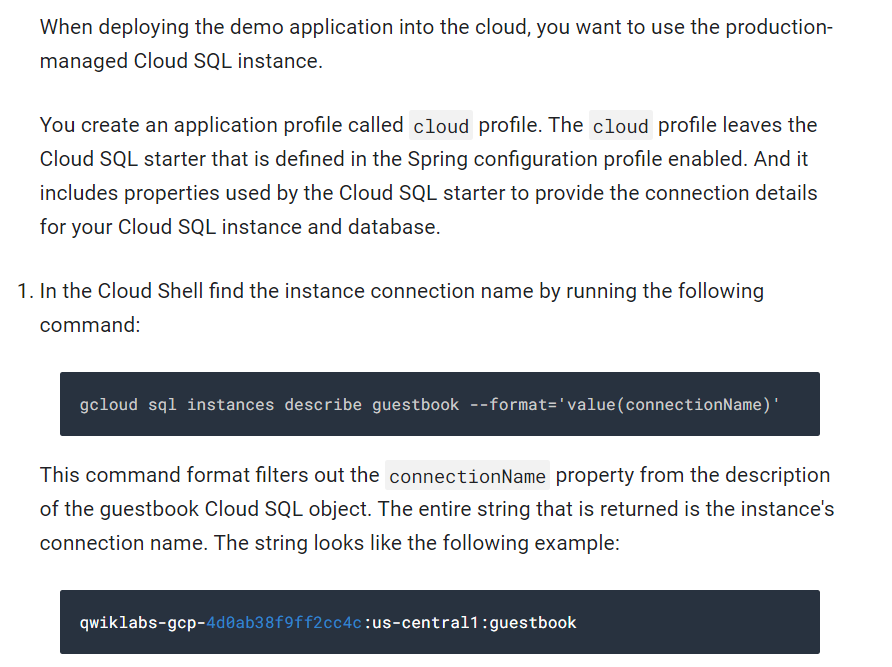 When deploying the demo application into the cloud, you want to use the production-
managed Cloud SQL instance.
You create an application profile called cloud profile. The cloud profile leaves the
Cloud SQL starter that is defined in the Spring configuration profile enabled. And it
includes properties used by the Cloud SQL starter to provide the connection details
for your Cloud SQL instance and database.
1. In the Cloud Shell find the instance connection name by running the following
command:
gcloud sql instances describe guestbook --format='value(connectionName)'
This command format filters out the connectionName property from the description
of the guestbook Cloud SQL object. The entire string that is returned is the instance's
connection name. The string looks like the following example:
qwiklabs-gcp-4d0ab38f9ff2cc4c:us-central1:guestbook